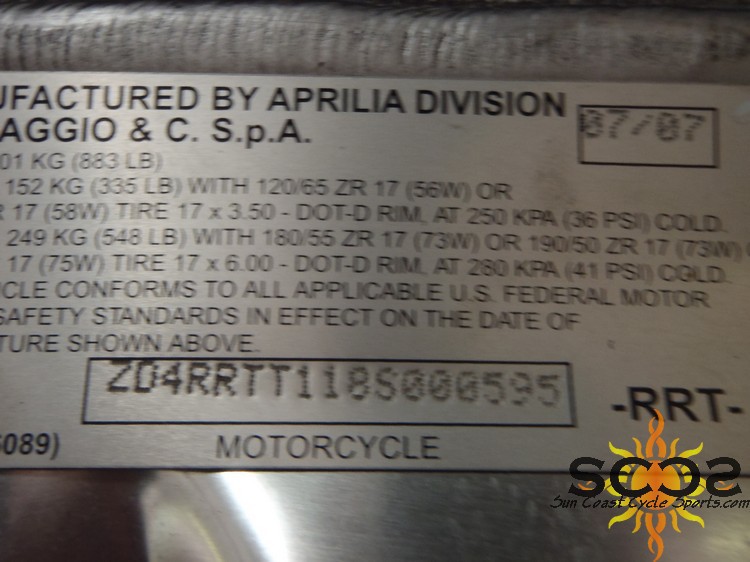 UFACTURED BY APRILIA DIVISION
AGGIO & C. S.p.A.
07/07
01 KG (883 LB)
152 KG (335 LB) WITH 120/65 ZR 17 (56W) OR
R 17 (58W) TIRE 17 x 3.50 - DOT-D RIM, AT 250 KPA (36 PSI) COLD.
249 KG (548 LB) WITH 180/55 ZR 17 (73W) OR 190/50 ZR 17 (73W)
17 (75W) TIRE 17 x 6.00 - DOT-D RIM, AT 280 KPA (41 PSI) COLD.
CLE CONFORMS TO ALL APPLICABLE U.S. FEDERAL MOTOR
SAFETY STANDARDS IN EFFECT ON THE DATE OF
TURE SHOWN ABOVE.
ZD4RRTT118S000595
-RRT-
6089)
MOTORCYCLE
SCCS
Sun Coast Cycle Sports.com